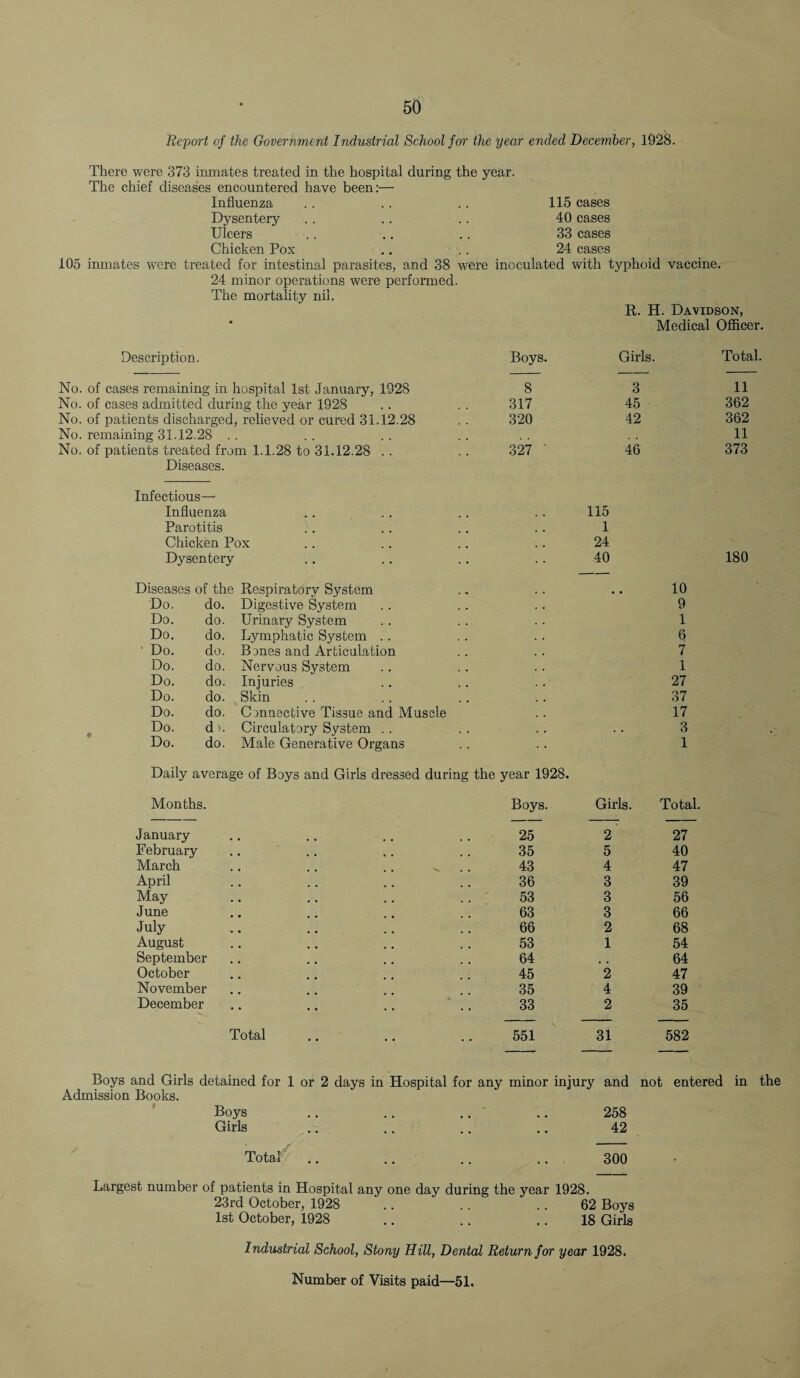 50
Report of the Government Industrial School for the year ended December, 1928.
There were 373 inmates treated in the hospital during the year.
The chief diseases encountered have been:—
Influenza .. .. .. 115 cases
Dysentery .. .. .. 40 cases
Ulcers .. .. .. 33 cases
Chicken Pox .. .. 24 cases
105 inmates were treated for intestinal parasites, and 38 were inoculated with typhoid vaccine.
24 minor operations were performed.
The mortality nil.
R. H. Davidson,
Medical Officer.
Description. Boys. Girls. Total.
No. of cases remaining in hospital 1st January, 1928 8 3 11
No. of cases admitted during the year 1928 .. .. 317 45 362
No. of patients discharged, relieved or cured 31.12.28 .. 320 42 362
No. remaining 31.12.28 .. .. .. .. .. .. 11
No. of patients treated from 1.1.28 to 31.12.28 .. .. 327 46 373
Diseases.
Infectious—
Influenza .. .. .. .. 115
Parotitis .. .. .. .. 1
Chicken Pox .. .. .. .. 24
Dysentery .. .. .. .. 40 180
Diseases of the Respiratory System .. .. .. 10
Do. do. Digestive System .. .. .. 9
Do. do. Urinary System .. .. .. 1
Do. do. Lymphatic System .. .. .. 6
Do. do. Bones and Articulation .. .. 7
Do. do. Nervous System .. .. .. 1
Do. do. Injuries .. .. .. 27
Do. do. Skin .. .. .. .. 37
Do. do. Connective Tissue and Muscle .. 17
Do. do. Circulatory System .. .. .. .. 3
Do. do. Male Generative Organs .. .. 1
Daily average of Boys and Girls dressed during the year 1928.
Months. Boys. Girls. Total.
January .. .. .. .. 25 2 27
February .. .. .. .. 35 5 40
March .. .. .. .. 43 4 47
April .. .. .. .. 36 3 39
May .. .. .. .. 53 3 56
June .. .. .. .. 63 3 66
July .. .. .. .. 66 2 68
August .. .. .. .. 53 1 54
September .. .. .. .. 64 .. 64
October .. .. .. .. 45 2 47
November .. .. .. .. 35 4 39
December .. .. .. .. 33 2 35
Total .. .. .. 551 31 582
Boys and Girls detained for 1 or 2 days in Hospital for any minor injury and not entered in the
Admission Books.
Boys .. .. .. .. 258
Girls .. .. .. .. 42
Total .. .. .. .. 300
Largest number of patients in Hospital any one day during the year 1928.
23rd October, 1928 .. .. .. 62 Boys
1st October, 1928 .. .. .. 18 Girls
Industrial School, Stony Hill, Dental Return for year 1928.
Number of Visits paid—51.